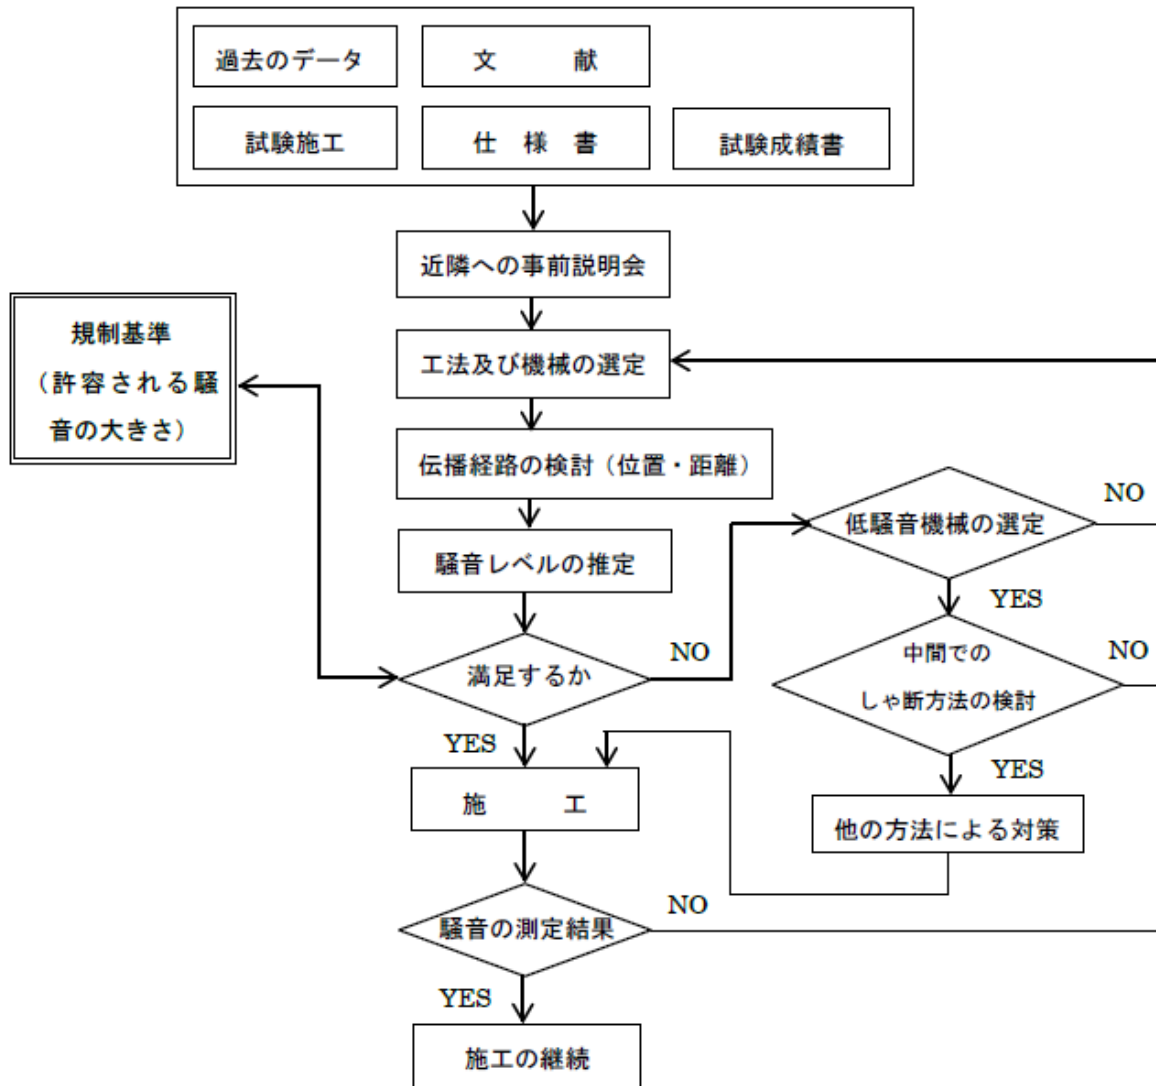 過去のデータ
文　　　献
試験施工
仕　様　書
試験成績書
近隣への事前説明会
規制基準
（許容される騒
音の大きさ）
工法及び機械の選定
伝播経路の検討（位置・距離）
低騒音機械の選定
NO
騒音レベルの推定
YES
満足するか
NO
中間での
しゃ断方法の検討
NO
YES
YES
施　　　工
他の方法による対策
騒音の測定結果
NO
YES
施工の継続